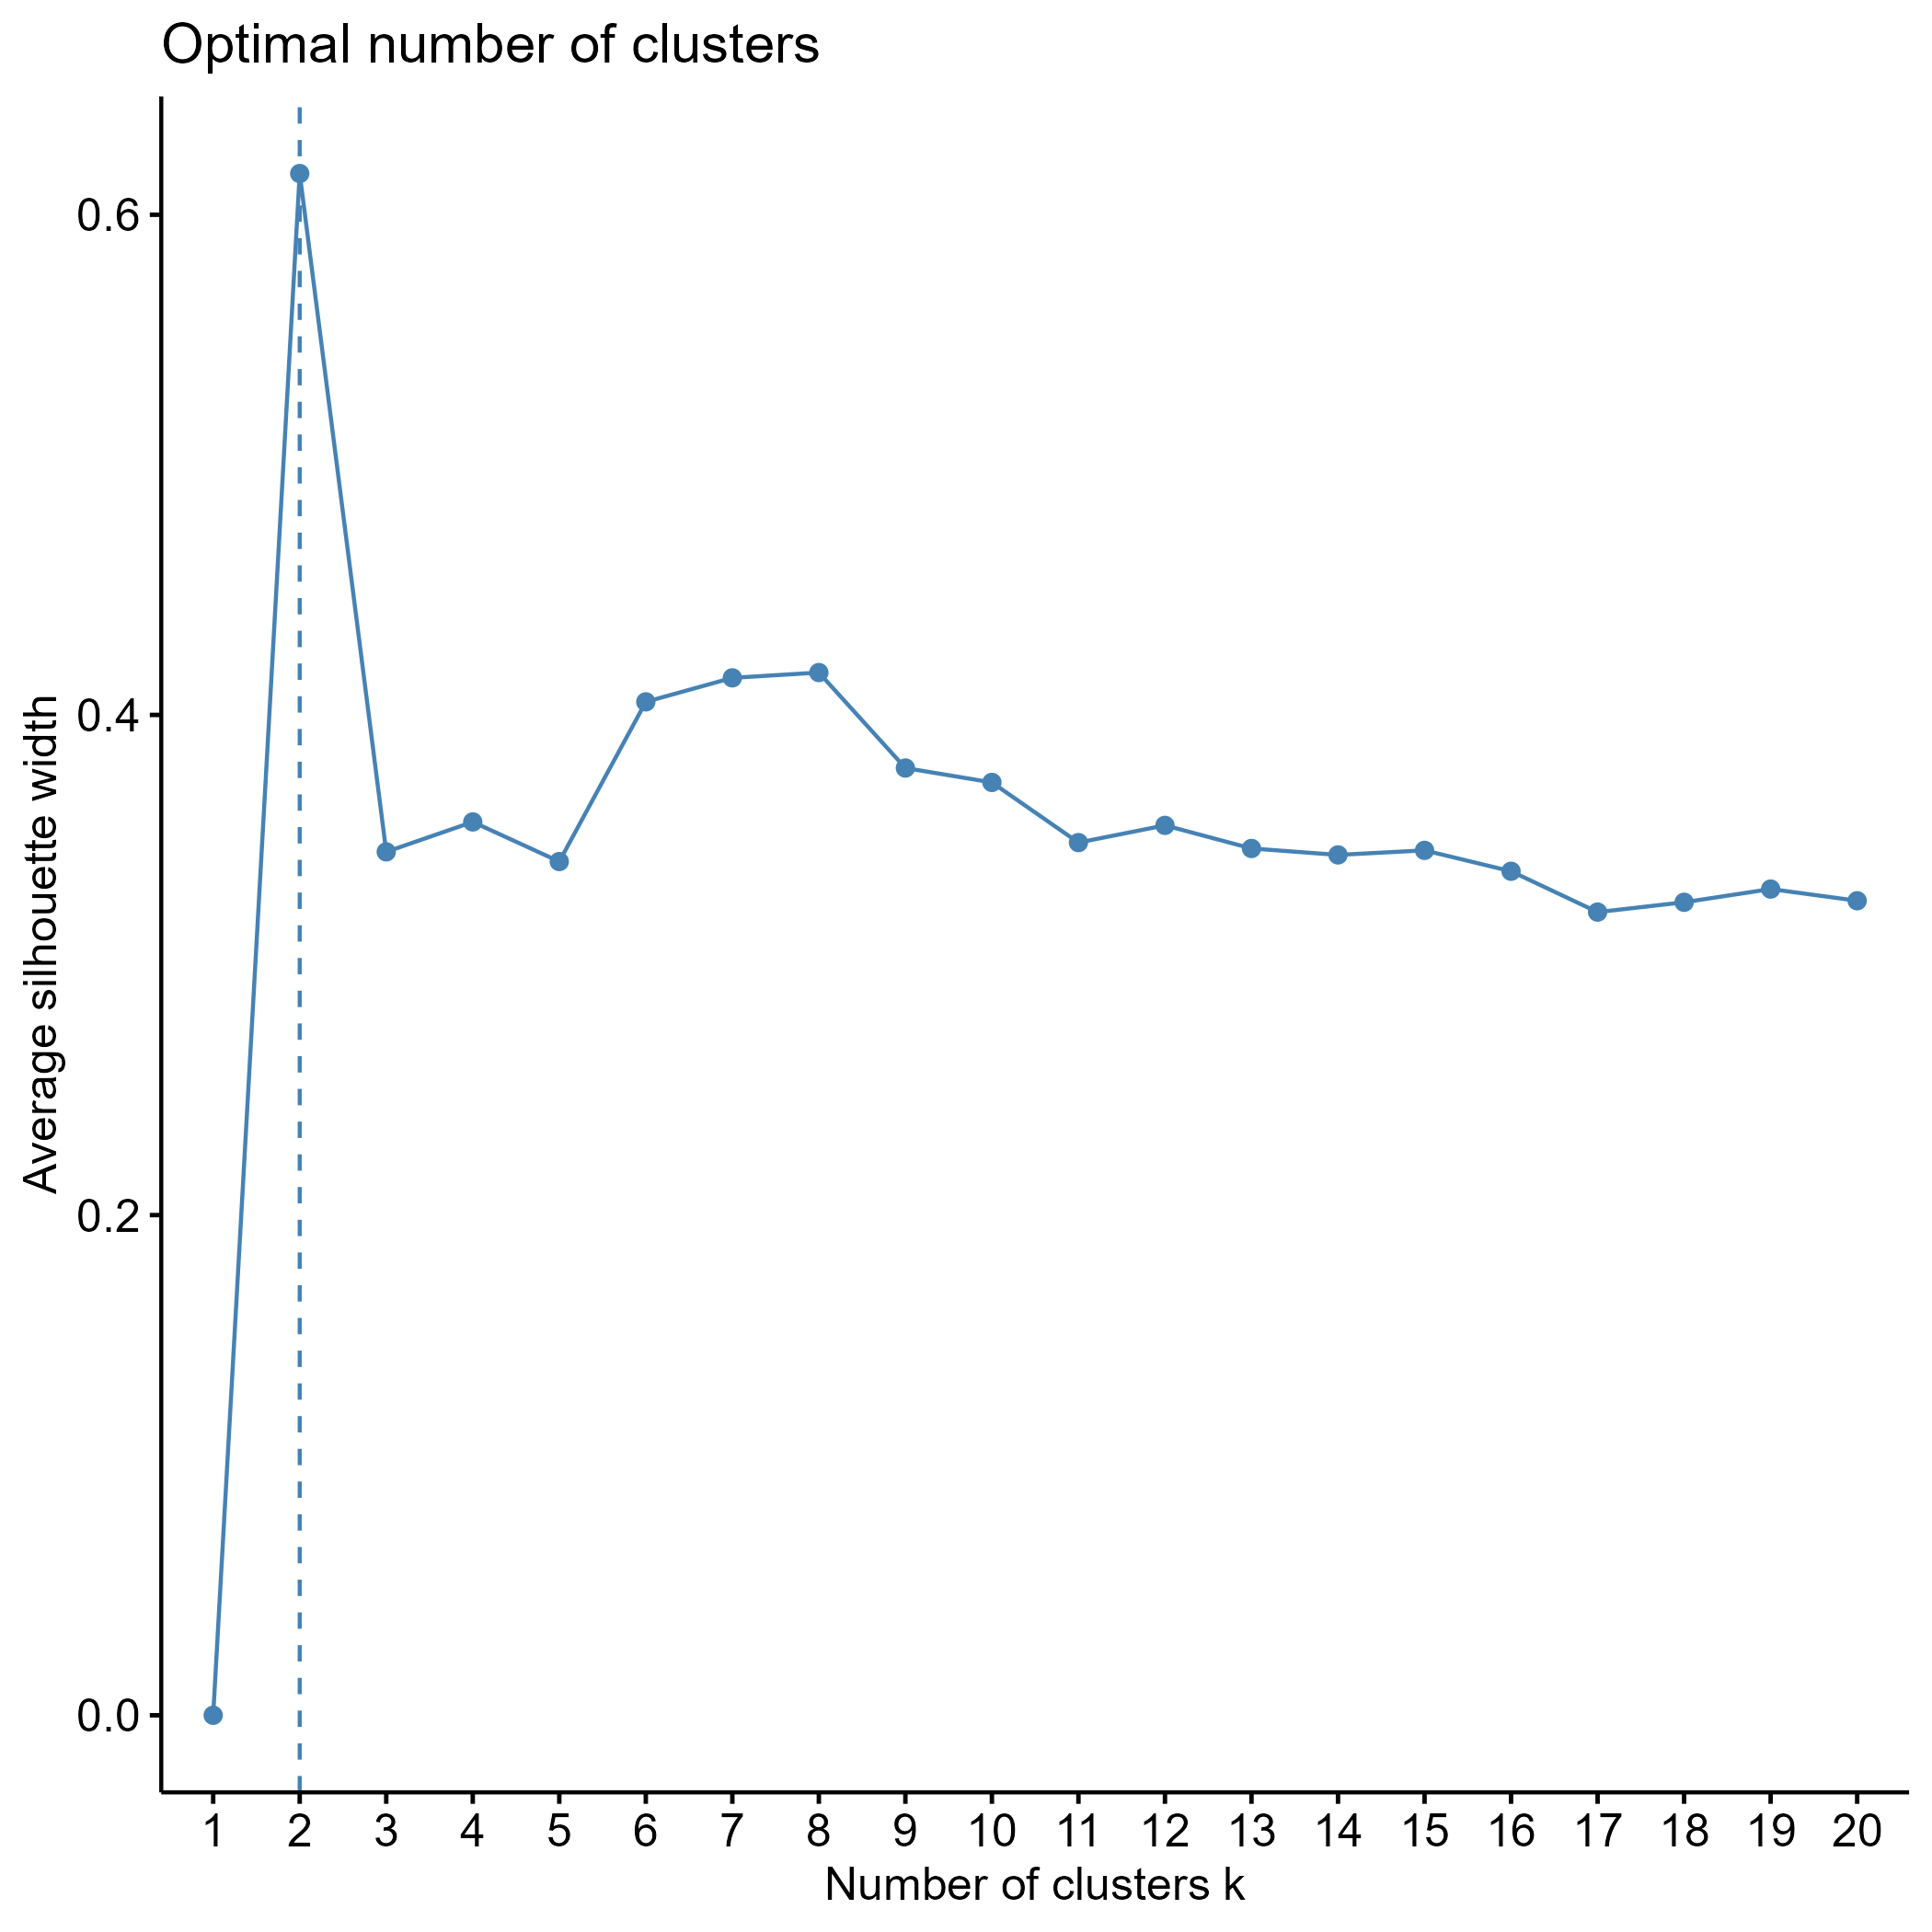 Optimal number of clusters
Average silhouette width
0.6
0.4
0.2
0.0
1 2 3 4 5 6 7 8 9 10 11 12 13 14 15 16 17 18 19 20
Number of clusters k